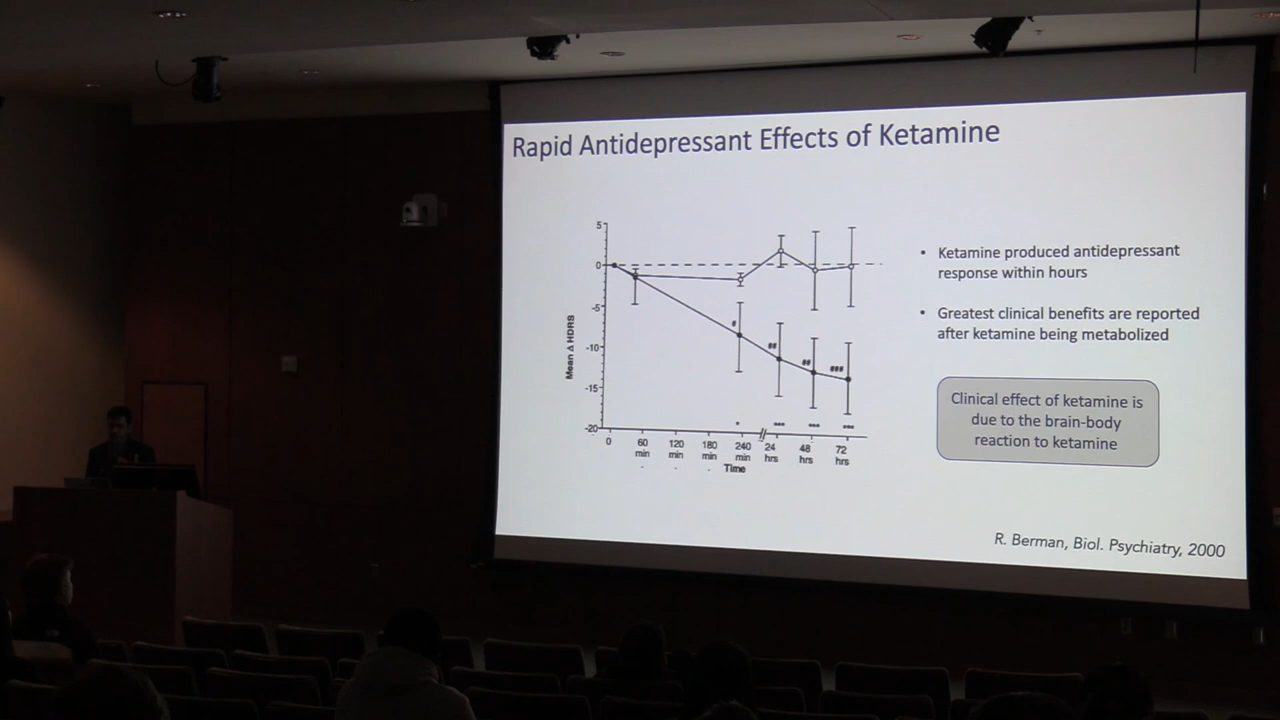 Rapid Antidepressant Effects of Ketamine
5
0
-5
-10
-15
-20
Mean Δ HDRS
#
##
##
###
*
***
***
***
0 60 120 180 240 24 48 72
min min min min hrs hrs hrs
Time
• Ketamine produced antidepressant
response within hours
• Greatest clinical benefits are reported
after ketamine being metabolized
Clinical effect of ketamine is
due to the brain-body
reaction to ketamine
R. Berman, Biol. Psychiatry, 2000